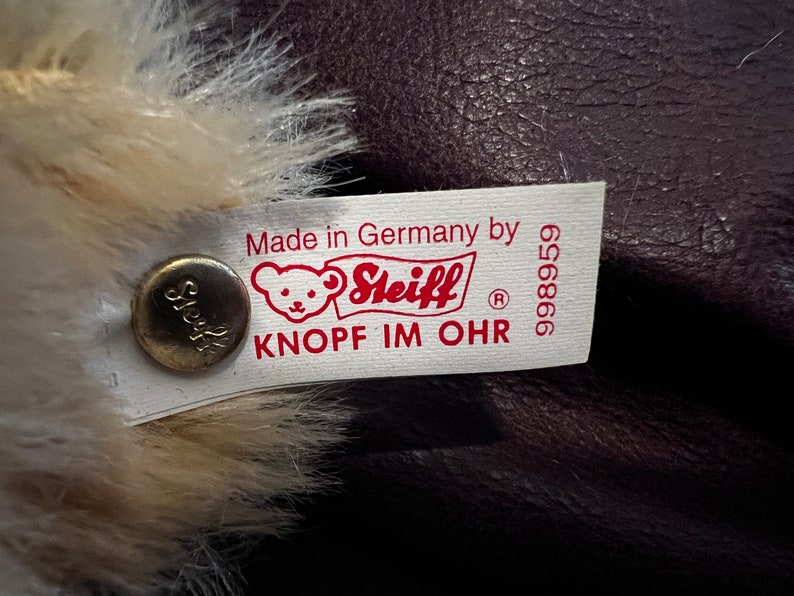 Made in Germany by
Steiff ®
KNOPF IM OHR
998959
Steiff